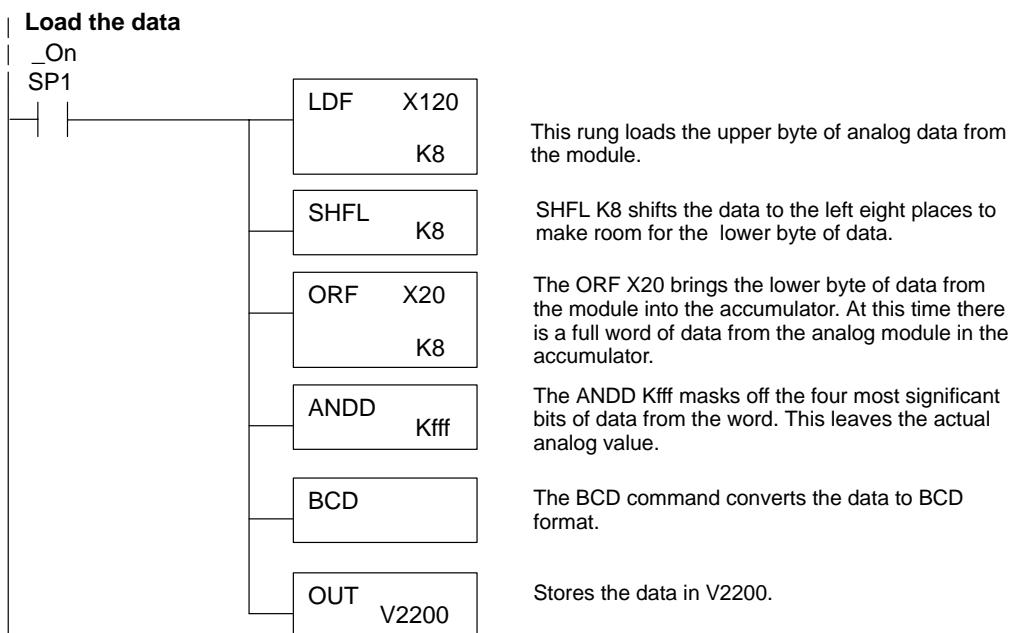 Load the data
_On
SP1
LDF X120
K8
This rung loads the upper byte of analog data from
the module.
SHFL K8
SHFL K8 shifts the data to the left eight places to
make room for the lower byte of data.
ORF X20
K8
The ORF X20 brings the lower byte of data from
the module into the accumulator. At this time there
is a full word of data from the analog module in the
accumulator.
ANDD Kfff
The ANDD Kfff masks off the four most significant
bits of data from the word. This leaves the actual
analog value.
BCD
The BCD command converts the data to BCD
format.
OUT V2200
Stores the data in V2200.